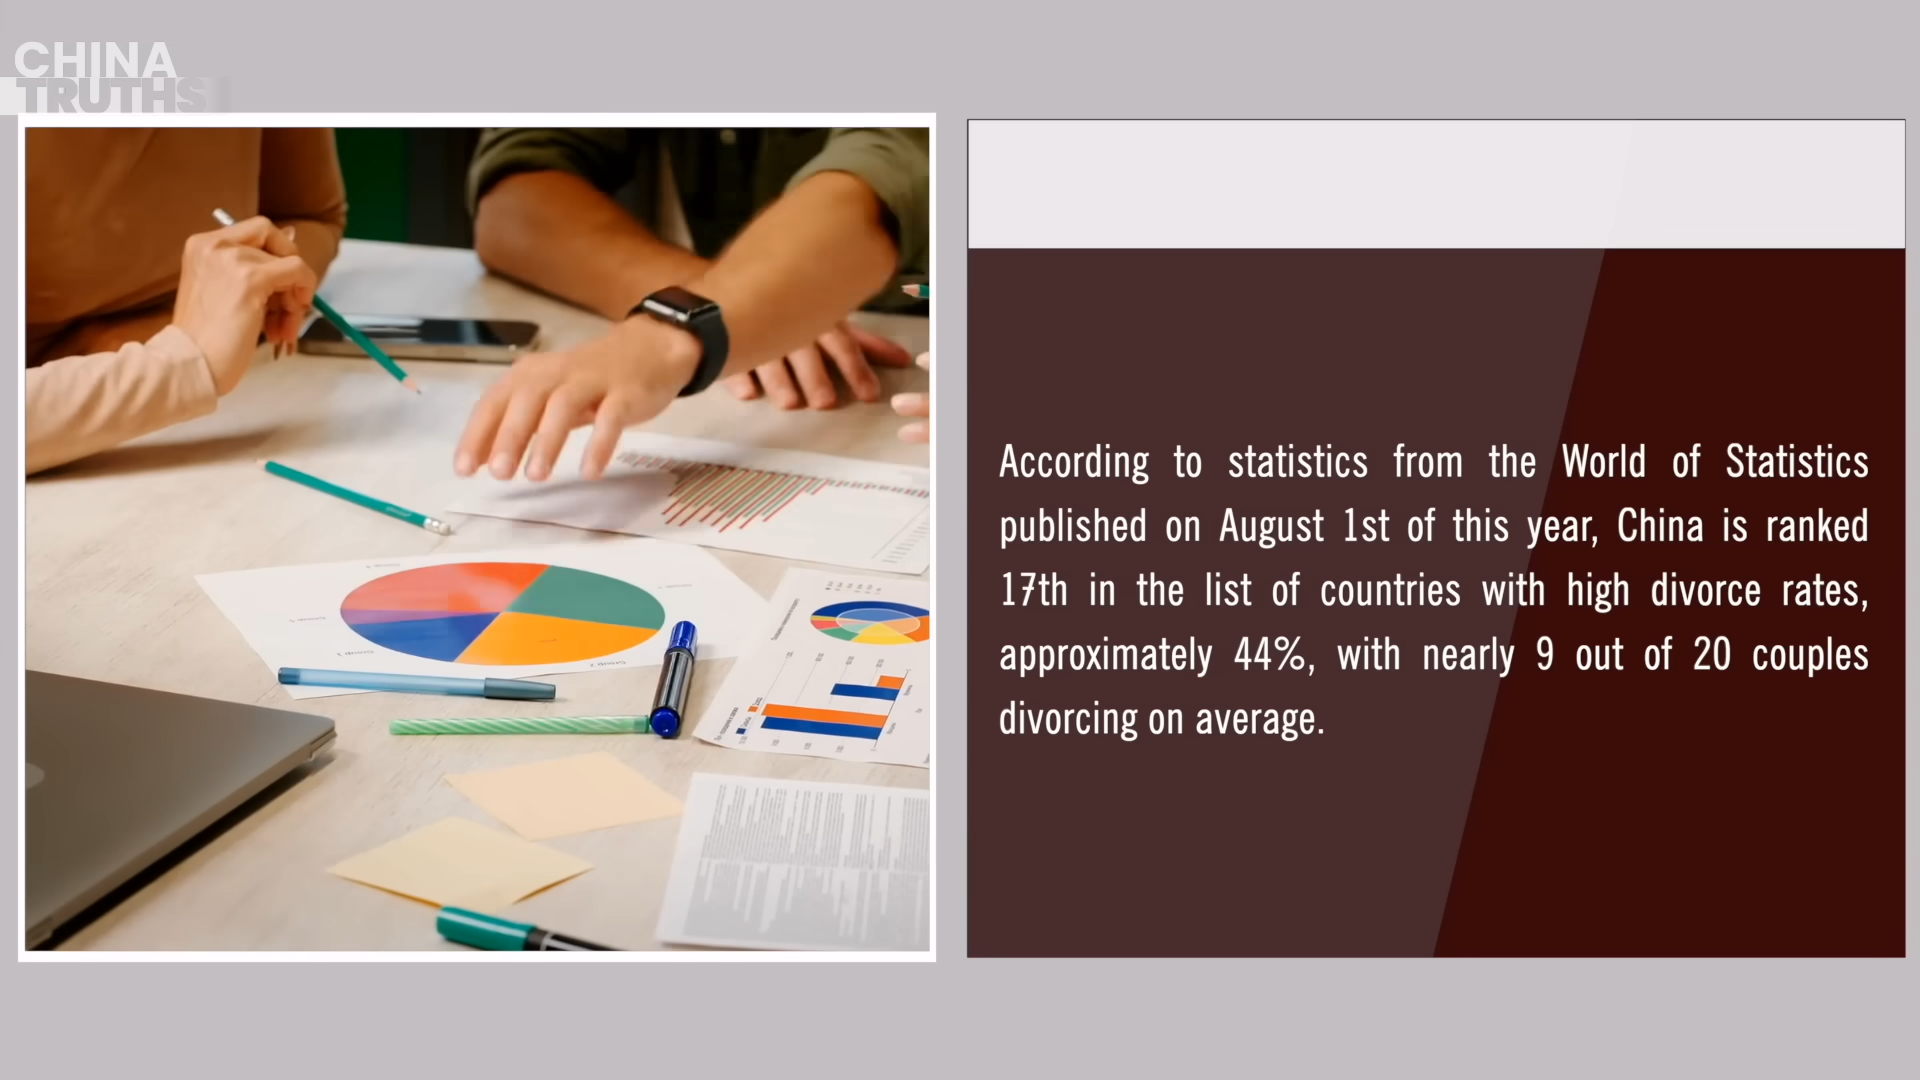 CHINA
TRUTHS
According to statistics from the World of Statistics
published on August 1st of this year, China is ranked
17th in the list of countries with high divorce rates,
approximately 44%, with nearly 9 out of 20 couples
divorcing on average.